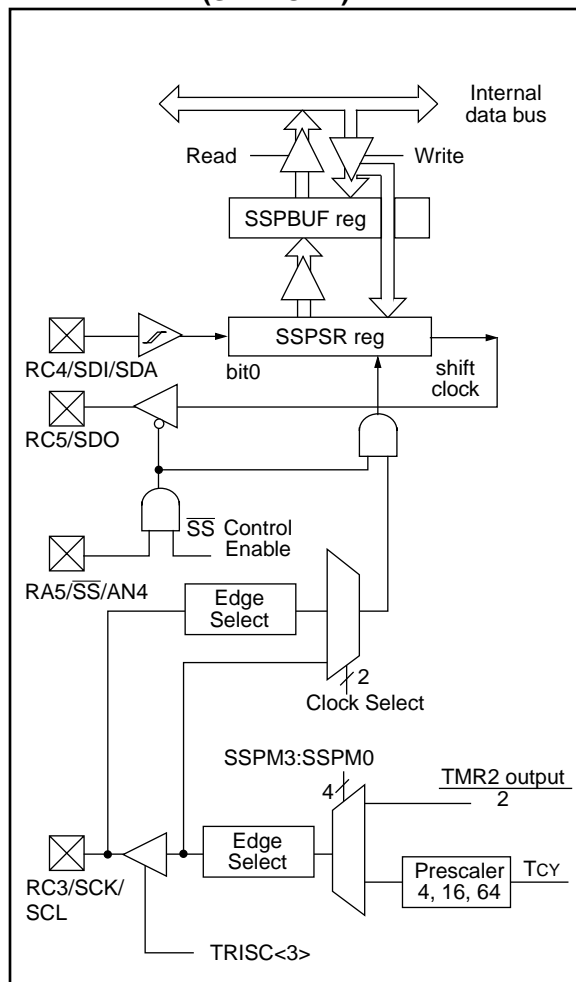 Internal
data bus
Read
Write
SSPBUF reg
SSPSR reg
RC4/SDI/SDA
bit0
shift
clock
RC5/SDO
S̅S̅ Control
Enable
RA5/S̅S̅/AN4
Edge
Select
2
Clock Select
SSPM3:SSPM0
TMR2 output
4
2
Edge
Select
Prescaler
4, 16, 64
TCY
RC3/SCK/
SCL
TRISC<3>